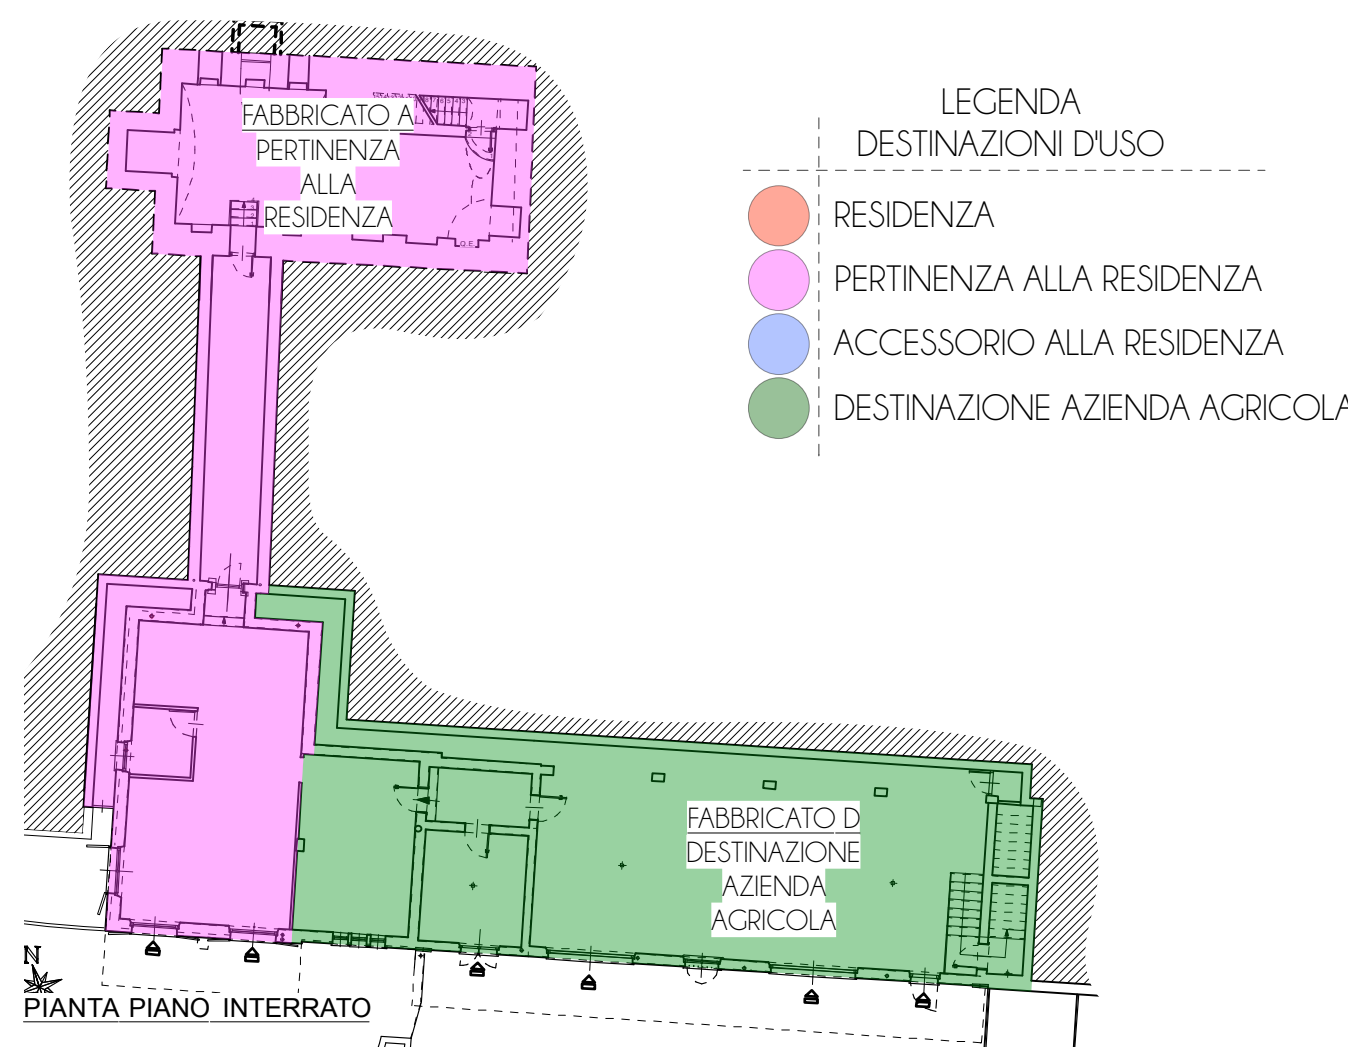 FABBRICATO A
PERTINENZA
ALLA
RESIDENZA
Q.E.
LEGENDA
DESTINAZIONI D'USO
RESIDENZA
PERTINENZA ALLA RESIDENZA
ACCESSORIO ALLA RESIDENZA
DESTINAZIONE AZIENDA AGRICOLA
FABBRICATO D
DESTINAZIONE
AZIENDA
AGRICOLA
N
PIANTA PIANO INTERRATO